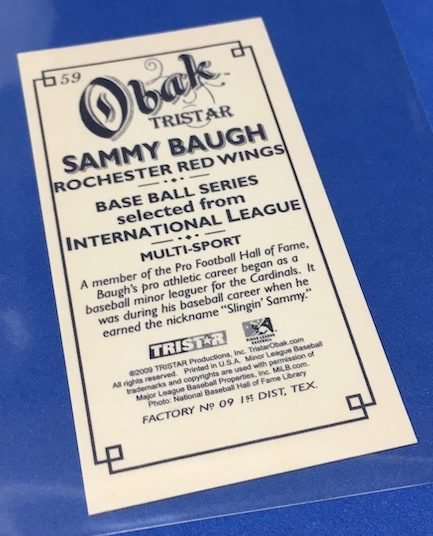 59
Obak™
TRISTAR
SAMMY BAUGH
ROCHESTER RED WINGS
BASE BALL SERIES
selected from
INTERNATIONAL LEAGUE
MULTI-SPORT
A member of the Pro Football Hall of Fame,
Baugh's pro athletic career began as a
baseball minor leaguer for the Cardinals. It
was during his baseball career when he
earned the nickname "Slingin' Sammy."
TRISTAR
©2009 TRISTAR Productions, Inc. TristarObak.com
All rights reserved. Printed in U.S.A. Minor League Baseball
trademarks and copyrights are used with permission of
Major League Baseball Properties, Inc. MiLB.com.
Photo: National Baseball Hall of Fame Library
FACTORY Nº 09 1ST DIST, TEX.